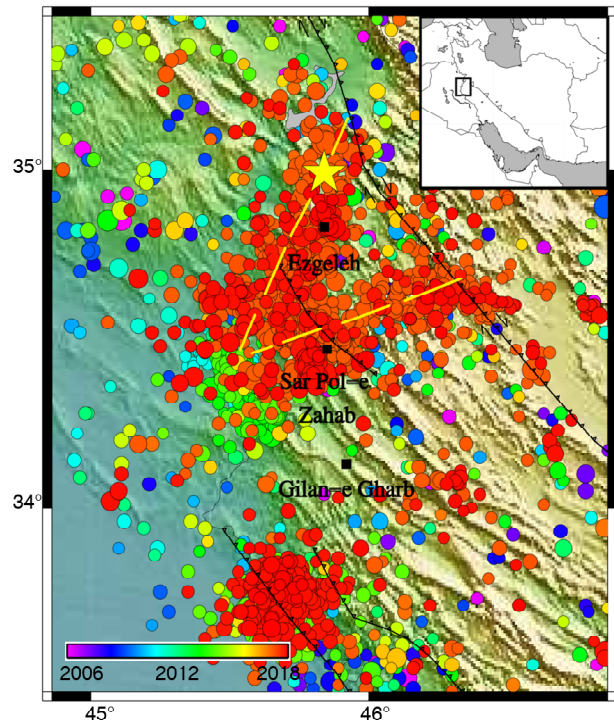 35°
Ezgeleh
Sar Pol=e
Zahab
Gilan=e Gharb
34°
2006 2012 2018
45° 46°